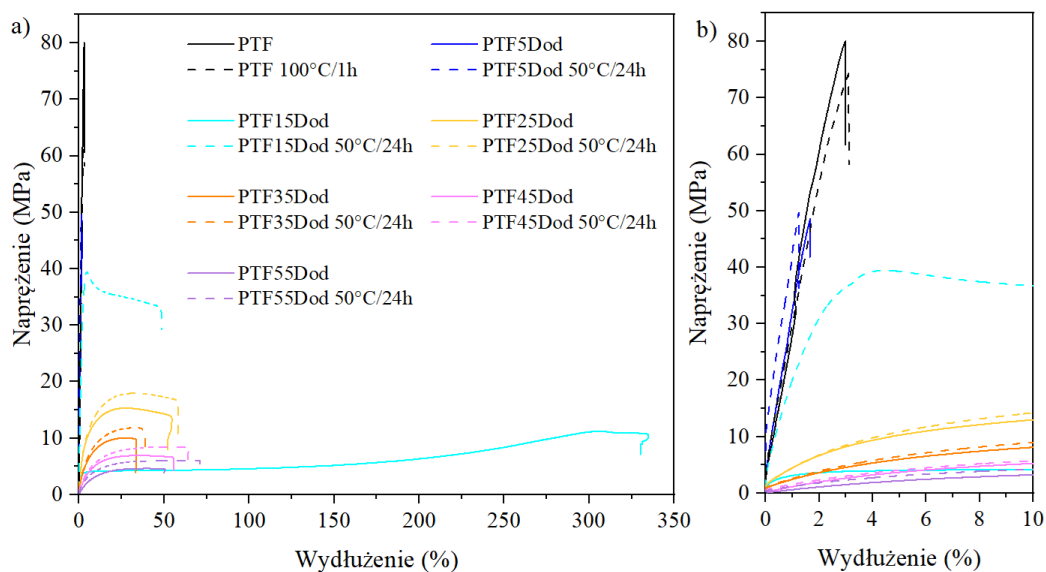 a)
PTF
PTF 100°C/1h
PTF5Dod
PTF5Dod 50°C/24h
PTF15Dod
PTF15Dod 50°C/24h
PTF25Dod
PTF25Dod 50°C/24h
PTF35Dod
PTF35Dod 50°C/24h
PTF45Dod
PTF45Dod 50°C/24h
PTF55Dod
PTF55Dod 50°C/24h
Naprężenie (MPa)
80
70
60
50
40
30
20
10
0
0 50 100 150 200 250 300 350
Wydłużenie (%)
b)
Naprężenie (MPa)
80
70
60
50
40
30
20
10
0
0 2 4 6 8 10
Wydłużenie (%)